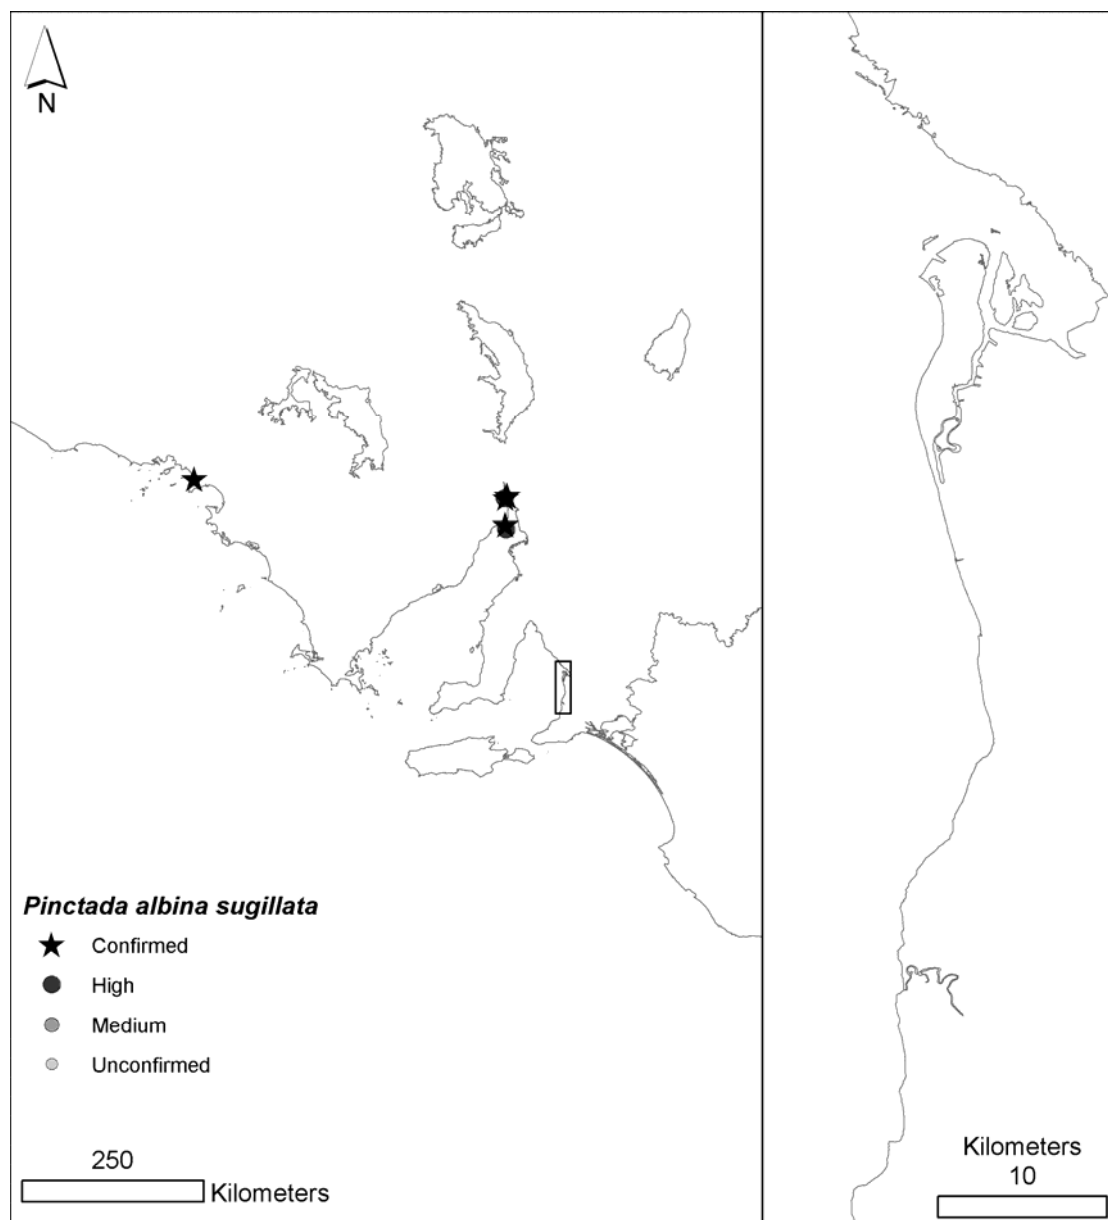 N
Pinctada albina sugillata
Confirmed
High
Medium
Unconfirmed
250
Kilometers
Kilometers
10